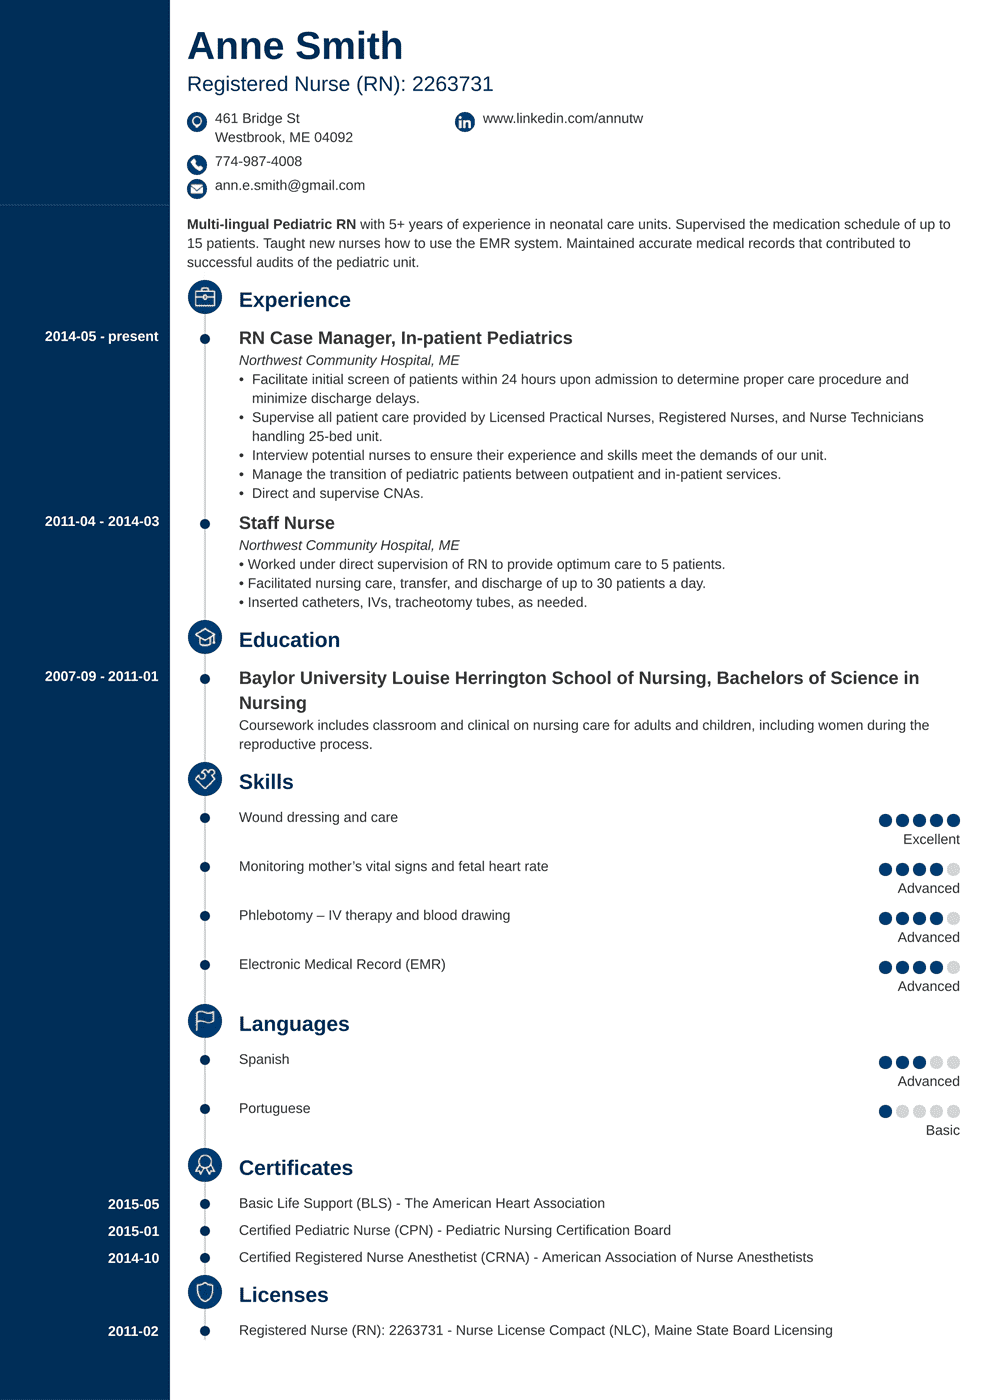 Anne Smith
Registered Nurse (RN): 2263731
461 Bridge St
Westbrook, ME 04092
www.linkedin.com/annutw
774-987-4008
ann.e.smith@gmail.com
Multi-lingual Pediatric RN with 5+ years of experience in neonatal care units. Supervised the medication schedule of up to
15 patients. Taught new nurses how to use the EMR system. Maintained accurate medical records that contributed to
successful audits of the pediatric unit.
Experience
2014-05 - present
RN Case Manager, In-patient Pediatrics
Northwest Community Hospital, ME
• Facilitate initial screen of patients within 24 hours upon admission to determine proper care procedure and
minimize discharge delays.
• Supervise all patient care provided by Licensed Practical Nurses, Registered Nurses, and Nurse Technicians
handling 25-bed unit.
• Interview potential nurses to ensure their experience and skills meet the demands of our unit.
• Manage the transition of pediatric patients between outpatient and in-patient services.
• Direct and supervise CNAs.
2011-04 - 2014-03
Staff Nurse
Northwest Community Hospital, ME
• Worked under direct supervision of RN to provide optimum care to 5 patients.
• Facilitated nursing care, transfer, and discharge of up to 30 patients a day.
• Inserted catheters, IVs, tracheotomy tubes, as needed.
Education
2007-09 - 2011-01
Baylor University Louise Herrington School of Nursing, Bachelors of Science in
Nursing
Coursework includes classroom and clinical on nursing care for adults and children, including women during the
reproductive process.
Skills
Wound dressing and care
Excellent
Monitoring mother’s vital signs and fetal heart rate
Advanced
Phlebotomy – IV therapy and blood drawing
Advanced
Electronic Medical Record (EMR)
Advanced
Languages
Spanish
Advanced
Portuguese
Basic
Certificates
2015-05
Basic Life Support (BLS) - The American Heart Association
2015-01
Certified Pediatric Nurse (CPN) - Pediatric Nursing Certification Board
2014-10
Certified Registered Nurse Anesthetist (CRNA) - American Association of Nurse Anesthetists
Licenses
2011-02
Registered Nurse (RN): 2263731 - Nurse License Compact (NLC), Maine State Board Licensing